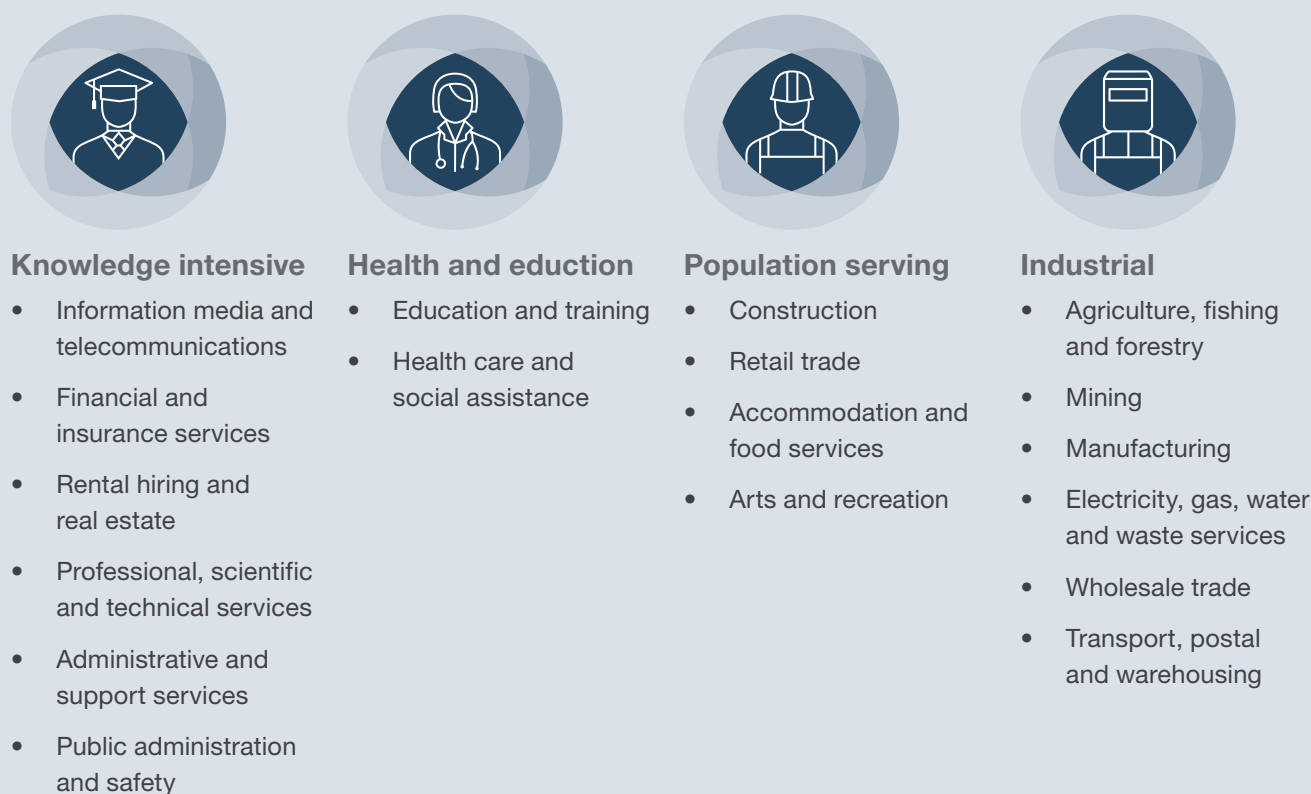 Knowledge intensive
• Information media and
telecommunications
• Financial and
insurance services
• Rental hiring and
real estate
• Professional, scientific
and technical services
• Administrative and
support services
• Public administration
and safety
Health and eduction
• Education and training
• Health care and
social assistance
Population serving
• Construction
• Retail trade
• Accommodation and
food services
• Arts and recreation
Industrial
• Agriculture, fishing
and forestry
• Mining
• Manufacturing
• Electricity, gas, water
and waste services
• Wholesale trade
• Transport, postal
and warehousing